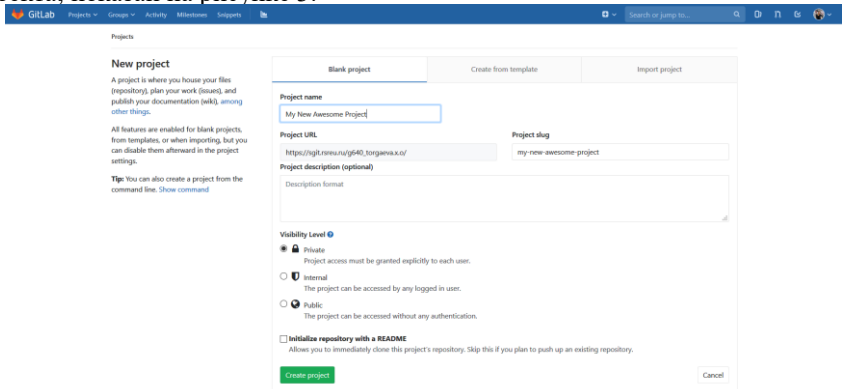 GitLab Projects Groups Activity Milestones Snippets Search or jump to...
Projects
New project
A project is where you house your files
(repository), plan your work (issues), and
publish your documentation (wiki), among
other things.
All features are enabled for blank projects,
from templates, or when importing, but you
can disable them afterward in the project
settings.
Tip: You can also create a project from the
command line. Show command
Blank project Create from template Import project
Project name
My New Awesome Project
Project URL Project slug
my-new-awesome-project
Project description (optional)
Description format
Visibility Level
Private
Project access must be granted explicitly to each user.
Internal
The project can be accessed by any logged in user.
Public
The project can be accessed without any authentication.
Initialize repository with a README
Allows you to immediately clone this project's repository. Skip this if you plan to push up an existing repository.
Create project Cancel